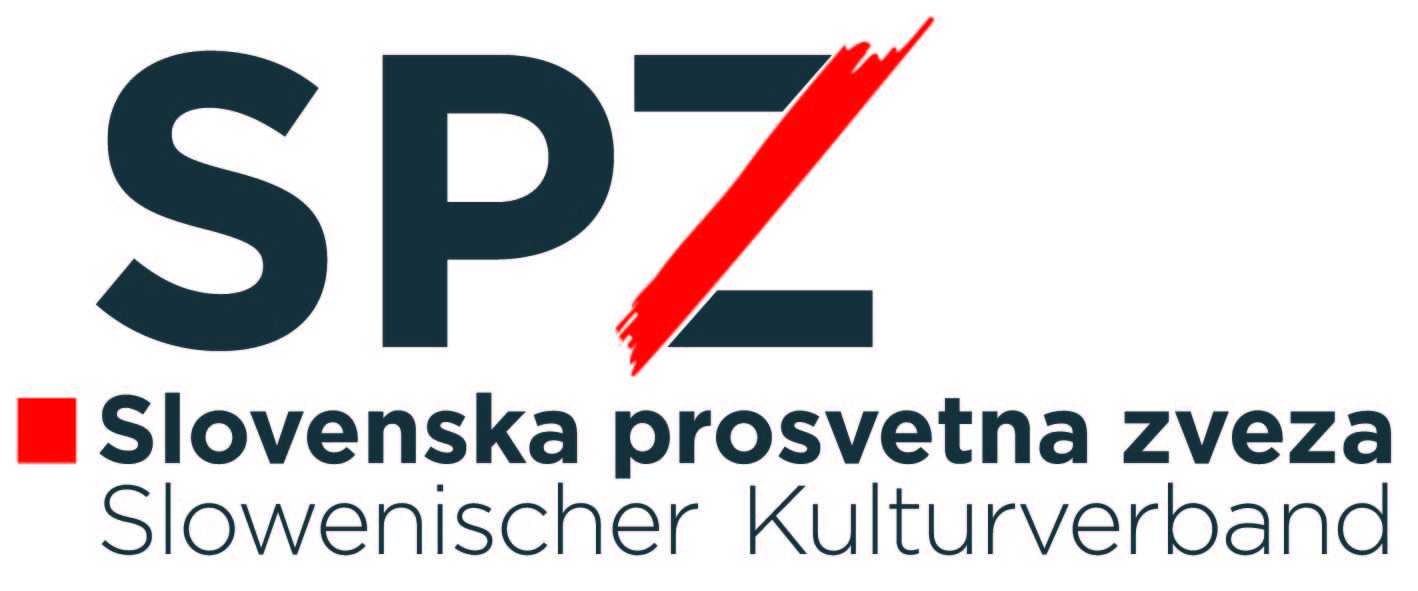 SPZ
Slovenska prosvetna zveza
Slowenischer Kulturverband